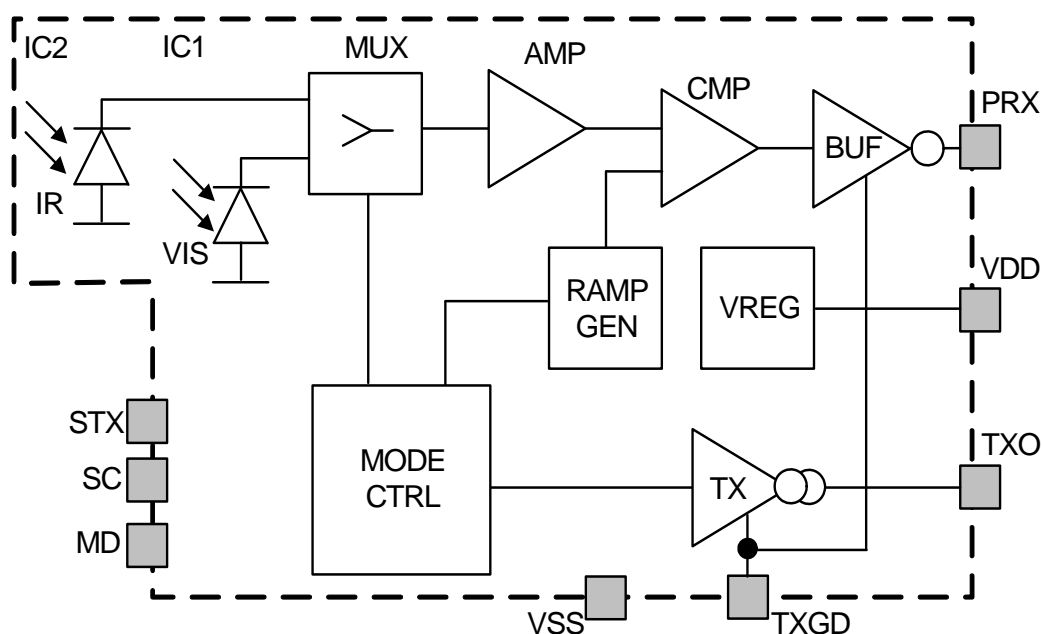 IC2
IC1
MUX
AMP
CMP
PRX
BUF
IR
VIS
VDD
RAMP
GEN
VREG
STX
SC
MD
MODE
CTRL
TX
TXO
VSS
TXGD